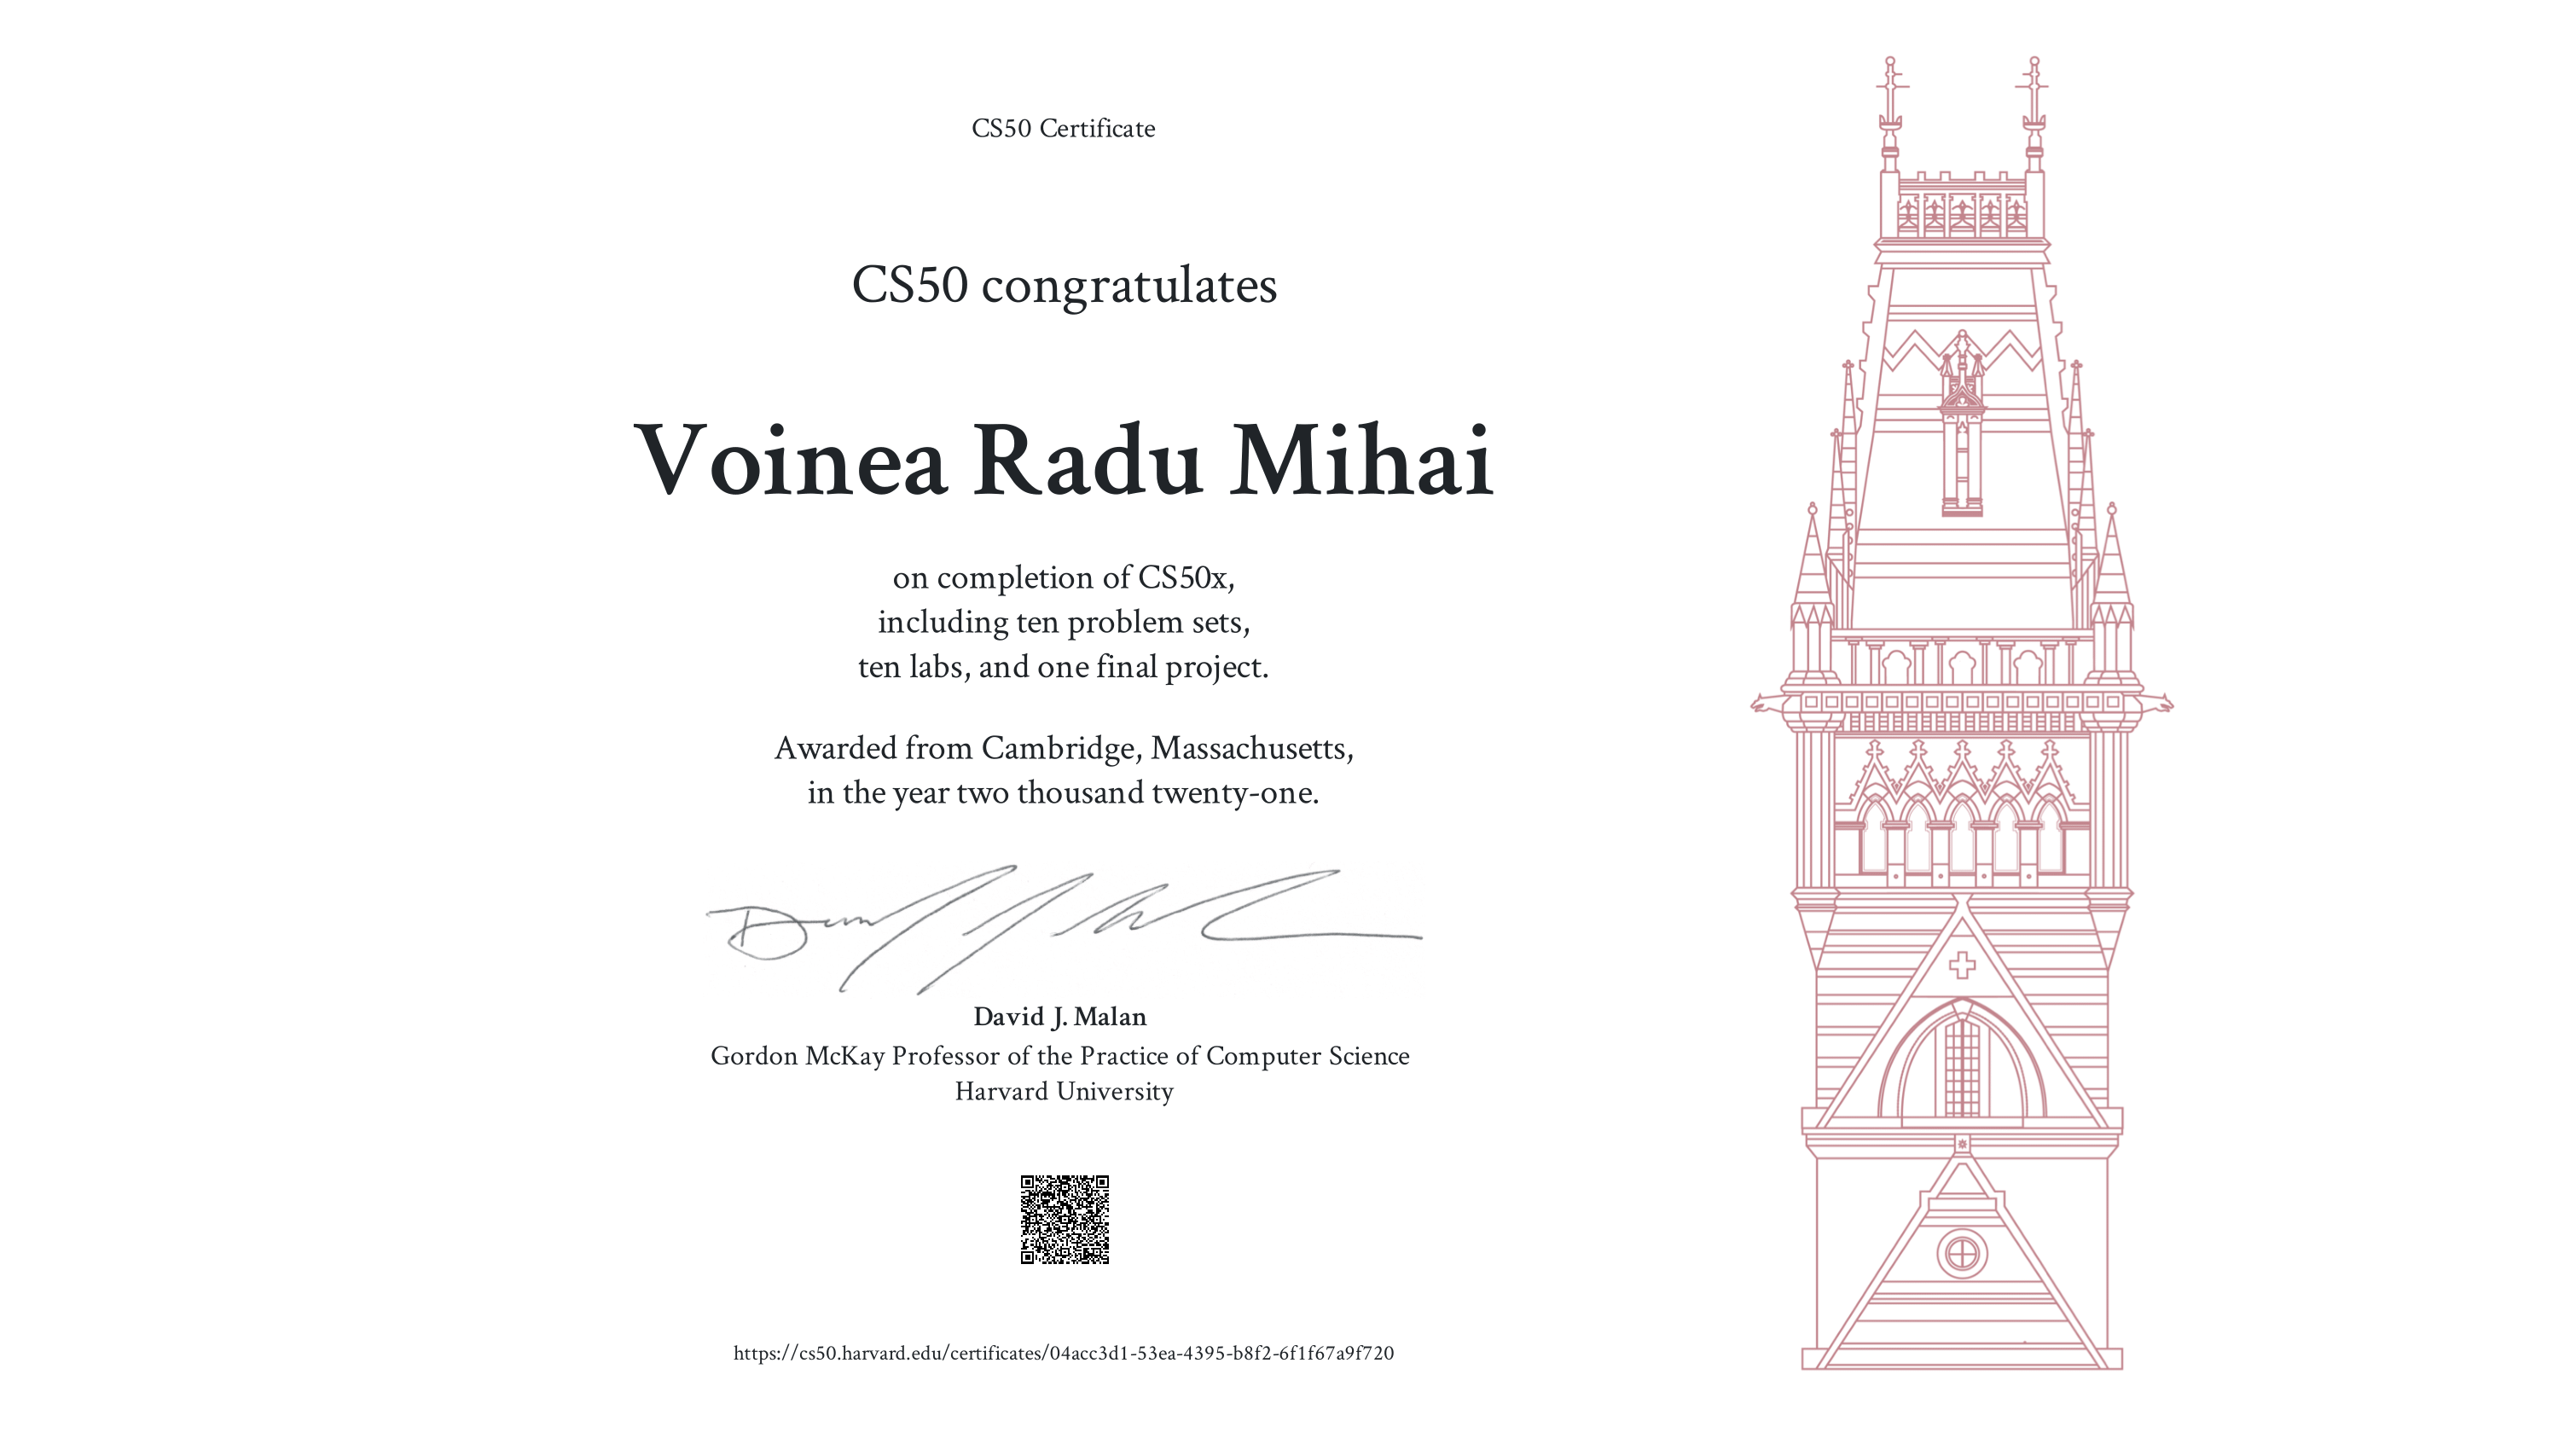 CS50 Certificate
CS50 congratulates
Voinea Radu Mihai
on completion of CS50x,
including ten problem sets,
ten labs, and one final project.
Awarded from Cambridge, Massachusetts,
in the year two thousand twenty-one.
David J. Malan
Gordon McKay Professor of the Practice of Computer Science
Harvard University
https://cs50.harvard.edu/certificates/04acc3d1-53ea-4395-b8f2-6f1f67a9f720